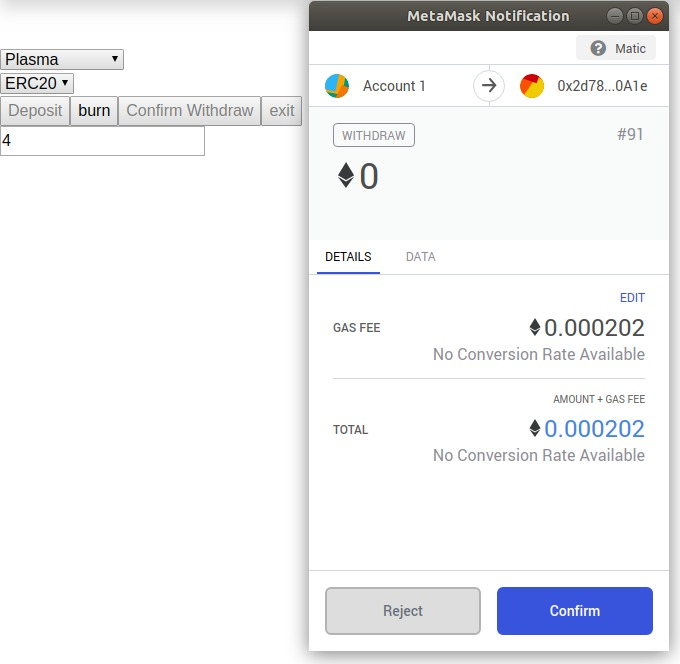 Plasma
ERC20
Deposit burn Confirm Withdraw exit
4
MetaMask Notification
? Matic
Account 1 0x2d78...0A1e
WITHDRAW #91
0
DETAILS DATA
EDIT
GAS FEE 0.000202
No Conversion Rate Available
AMOUNT + GAS FEE
TOTAL 0.000202
No Conversion Rate Available
Reject Confirm